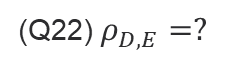 (Q22) ρ_{D,E} =?